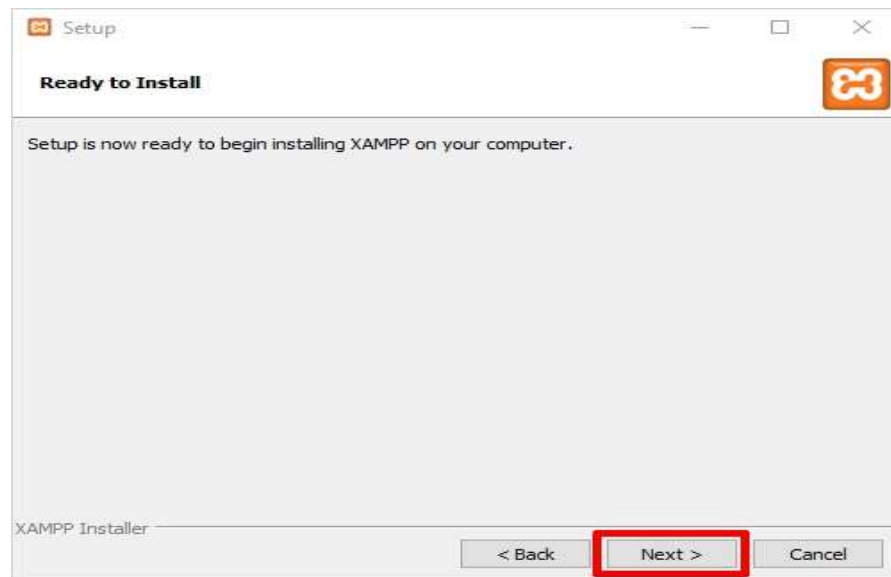 Setup
Ready to Install
Setup is now ready to begin installing XAMPP on your computer.
XAMPP Installer
< Back Next > Cancel